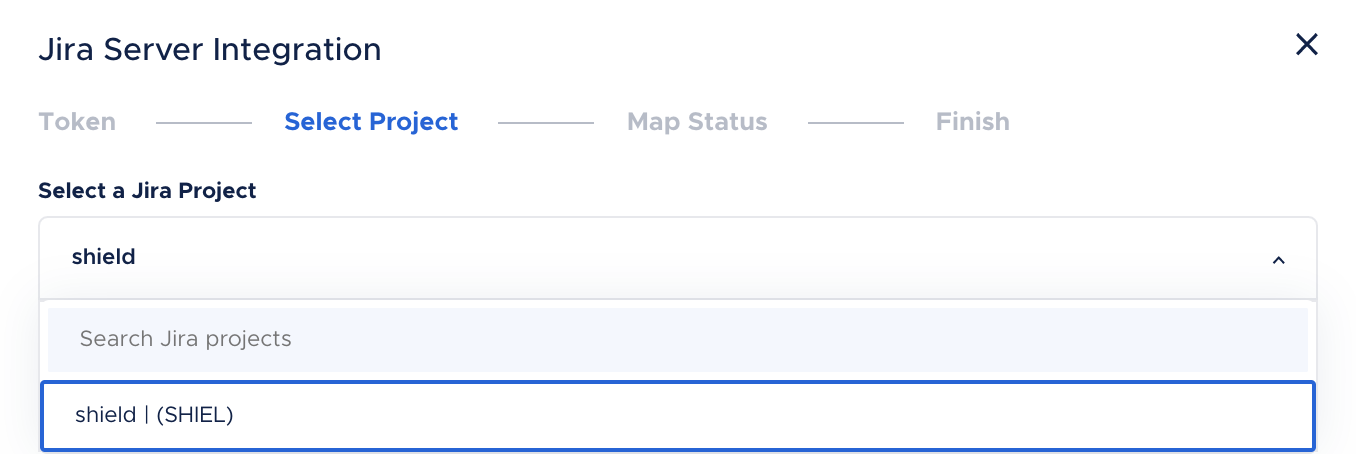 Jira Server Integration
Token Select Project Map Status Finish
Select a Jira Project
shield
Search Jira projects
shield | (SHIEL)